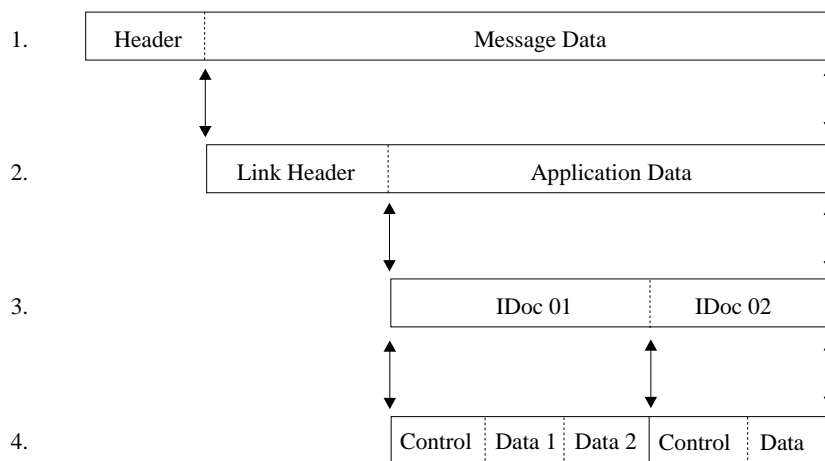 1. Header Message Data
2. Link Header Application Data
3. IDoc 01 IDoc 02
4. Control Data 1 Data 2 Control Data